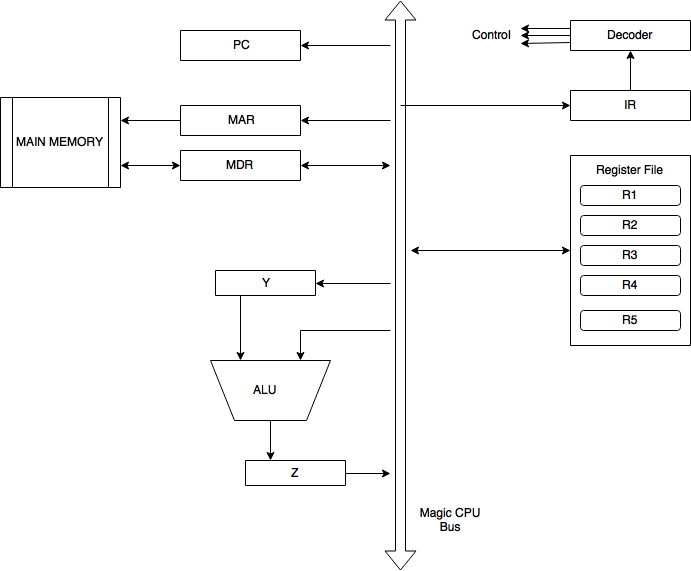 PC
Control
Decoder
MAIN MEMORY
MAR
IR
MDR
Register File
R1
R2
R3
R4
R5
Y
ALU
Z
Magic CPU
Bus